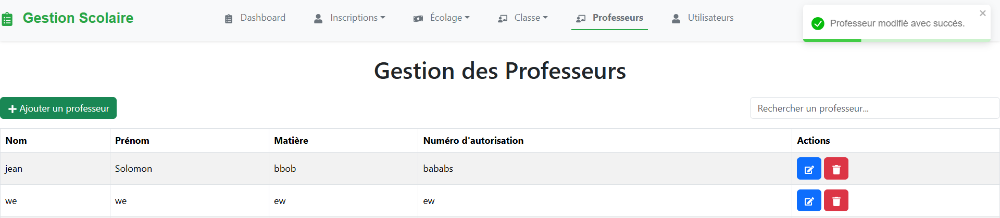 Gestion Scolaire Dashboard Inscriptions Écolage Classe Professeurs Utilisateurs
Professeur modifié avec succès.
Gestion des Professeurs
Ajouter un professeur
Rechercher un professeur...
Nom Prénom Matière Numéro d'autorisation Actions
jean Solomon bbob bababs
we we ew ew